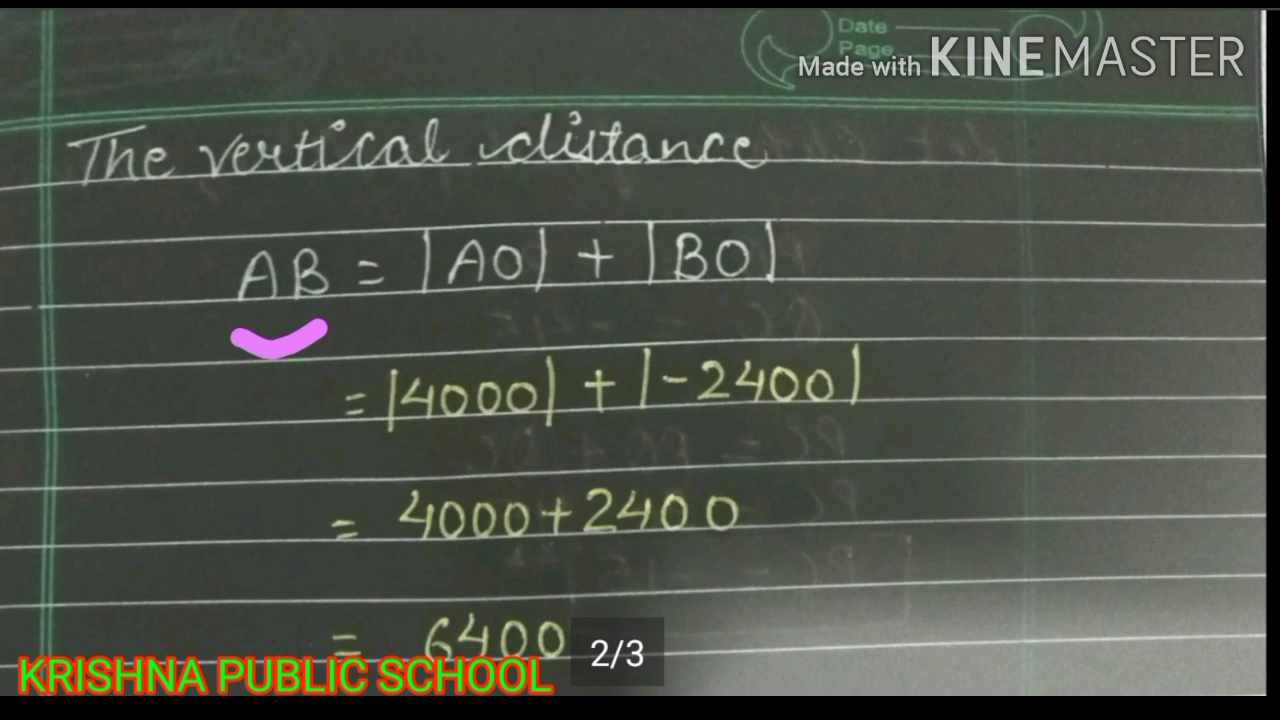 Date
Page
Made with KINEMASTER
The vertical distance
AB = |AO| + |BO|
= |4000| + |-2400|
= 4000 + 2400
= 6400
2/3
KRISHNA PUBLIC SCHOOL